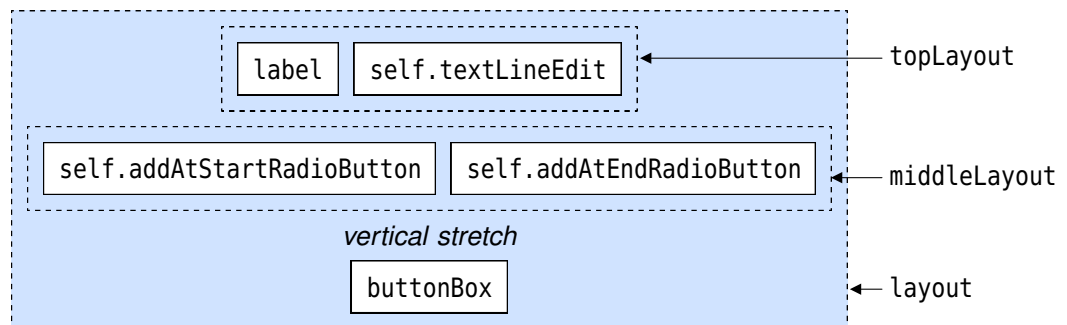 label self.textLineEdit topLayout
self.addAtStartRadioButton self.addAtEndRadioButton middleLayout
vertical stretch
buttonBox layout